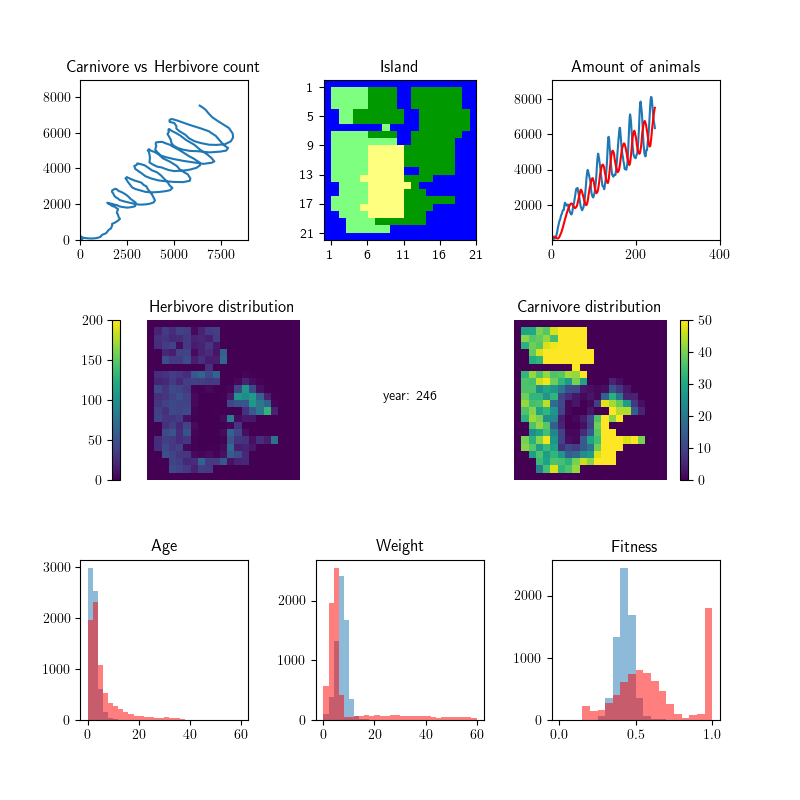 Carnivore vs Herbivore count
8000
6000
4000
2000
0
0 2500 5000 7500
Island
1
5
9
13
17
21
1 6 11 16 21
Amount of animals
8000
6000
4000
2000
0 200 400
Herbivore distribution
200
150
100
50
0
year: 246
Carnivore distribution
50
40
30
20
10
0
Age
3000
2000
1000
0
0 20 40 60
Weight
2000
1000
0
0 20 40 60
Fitness
2000
1000
0
0.0 0.5 1.0